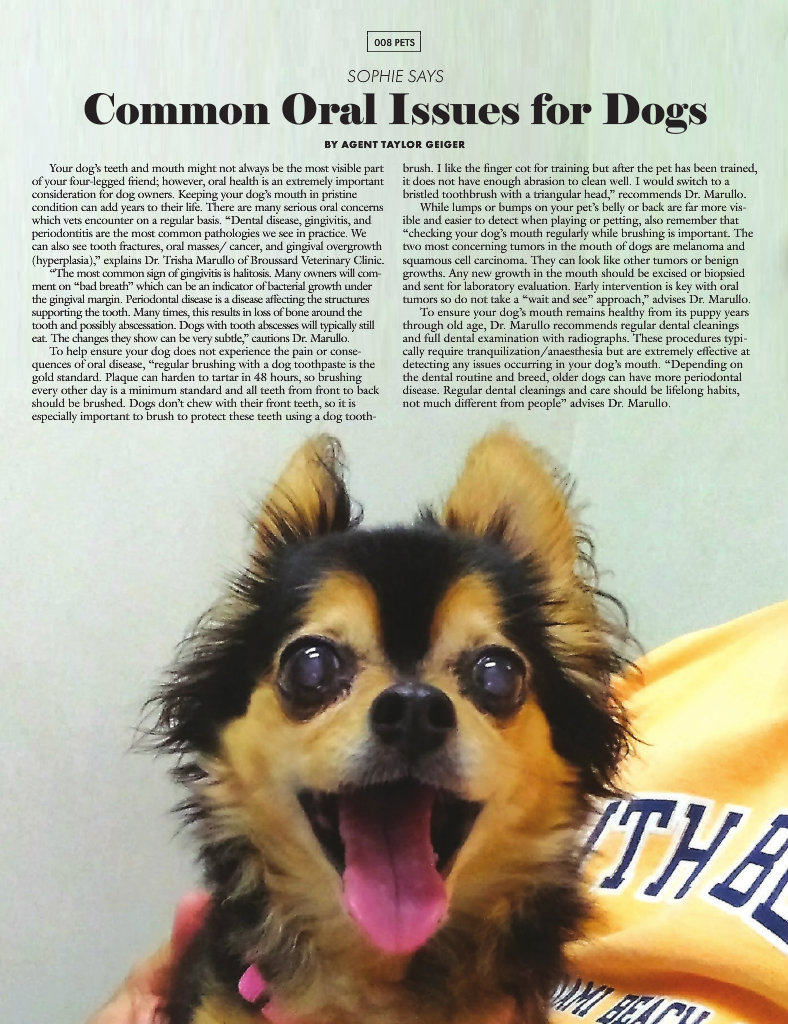 008 PETS
SOPHIE SAYS
Common Oral Issues for Dogs
BY AGENT TAYLOR GEIGER
Your dog's teeth and mouth might not always be the most visible part
of your four-legged friend; however, oral health is an extremely important
consideration for dog owners. Keeping your dog's mouth in pristine
condition can add years to their life. There are many serious oral concerns
which vets encounter on a regular basis. “Dental disease, gingivitis, and
periodontitis are the most common pathologies we see in practice. We
can also see tooth fractures, oral masses/ cancer, and gingival overgrowth
(hyperplasia),” explains Dr. Trisha Marullo of Broussard Veterinary Clinic.
“The most common sign of gingivitis is halitosis. Many owners will com-
ment on “bad breath” which can be an indicator of bacterial growth under
the gingival margin. Periodontal disease is a disease affecting the structures
supporting the tooth. Many times, this results in loss of bone around the
tooth and possibly abscessation. Dogs with tooth abscesses will typically still
eat. The changes they show can be very subtle,” cautions Dr. Marullo.
To help ensure your dog does not experience the pain or conse-
quences of oral disease, “regular brushing with a dog toothpaste is the
gold standard. Plaque can harden to tartar in 48 hours, so brushing
every other day is a minimum standard and all teeth from front to back
should be brushed. Dogs don't chew with their front teeth, so it is
especially important to brush to protect these teeth using a dog tooth-
brush. I like the finger cot for training but after the pet has been trained,
it does not have enough abrasion to clean well. I would switch to a
bristled toothbrush with a triangular head,” recommends Dr. Marullo.
While lumps or bumps on your pet's belly or back are far more vis-
ible and easier to detect when playing or petting, also remember that
“checking your dog's mouth regularly while brushing is important. The
two most concerning tumors in the mouth of dogs are melanoma and
squamous cell carcinoma. They can look like other tumors or benign
growths. Any new growth in the mouth should be excised or biopsied
and sent for laboratory evaluation. Early intervention is key with oral
tumors so do not take a “wait and see” approach,” advises Dr. Marullo.
To ensure your dog's mouth remains healthy from its puppy years
through old age, Dr. Marullo recommends regular dental cleanings
and full dental examination with radiographs. These procedures typi-
cally require tranquilization/anaesthesia but are extremely effective at
detecting any issues occurring in your dog's mouth. “Depending on
the dental routine and breed, older dogs can have more periodontal
disease. Regular dental cleanings and care should be lifelong habits,
not much different from people” advises Dr. Marullo.
ITH BE
AMI BEACH